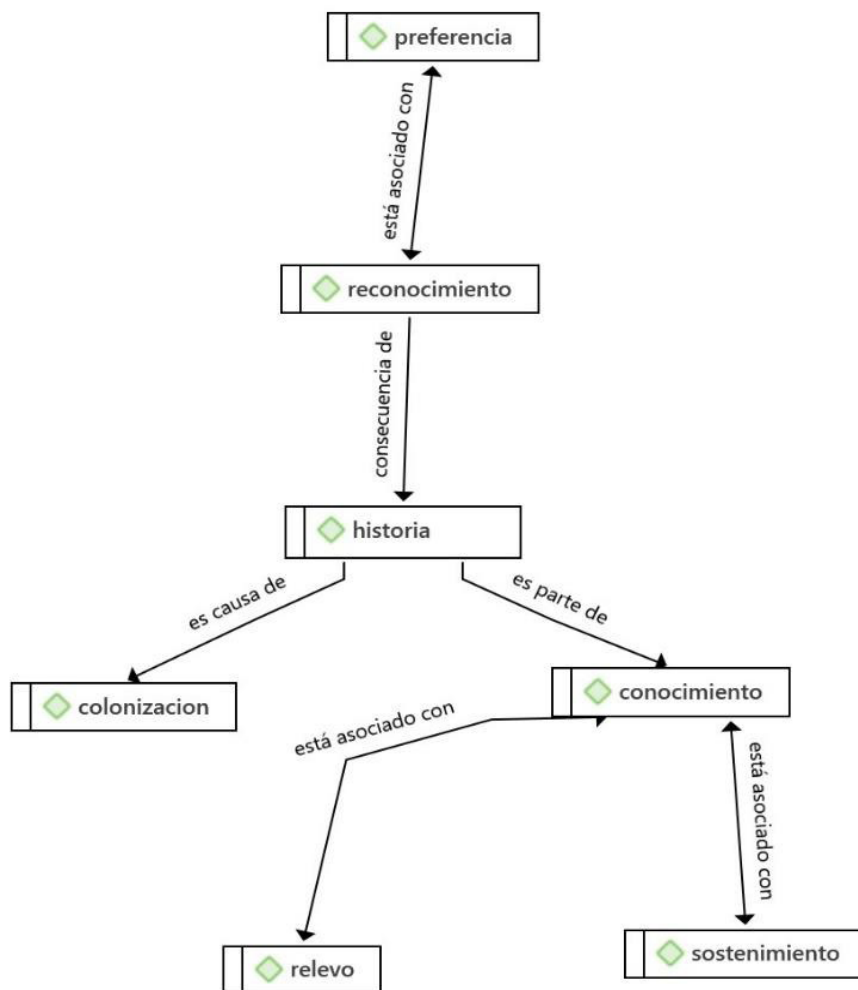 preferencia
está asociado con
reconocimiento
consecuencia de
historia
es causa de
es parte de
colonizacion
conocimiento
está asociado con
está asociado con
relevo
sostenimiento